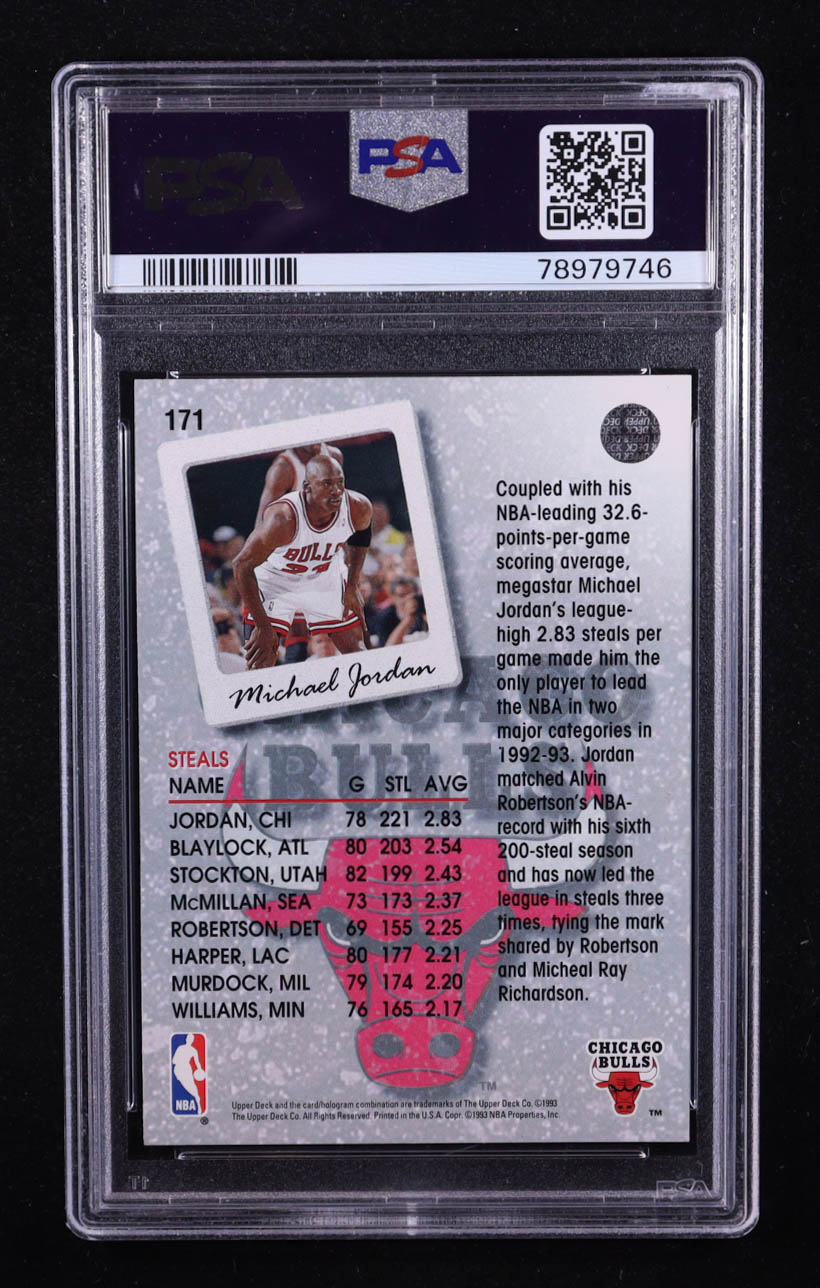 PSA
PSA
78979746
171
Coupled with his
NBA-leading 32.6-
points-per-game
scoring average,
megastar Michael
Jordan's league-
high 2.83 steals per
game made him the
only player to lead
the NBA in two
major categories in
1992-93. Jordan
matched Alvin
Robertson's NBA-
record with his sixth
200-steal season
and has now led the
league in steals three
times, tying the mark
shared by Robertson
and Micheal Ray
Richardson.
BULLS
Michael Jordan
CHICAGO
BULLS
STEALS
NAME G STL AVG
JORDAN, CHI 78 221 2.83
BLAYLOCK, ATL 80 203 2.54
STOCKTON, UTAH 82 199 2.43
McMILLAN, SEA 73 173 2.37
ROBERTSON, DET 69 155 2.25
HARPER, LAC 80 177 2.21
MURDOCK, MIL 79 174 2.20
WILLIAMS, MIN 76 165 2.17
TM
NBA
®
Upper Deck and the card/hologram combination are trademarks of The Upper Deck Co. ©1993
The Upper Deck Co. All Rights Reserved. Printed in the U.S.A. Copr. ©1993 NBA Properties, Inc.
CHICAGO
BULLS
TM
PSA